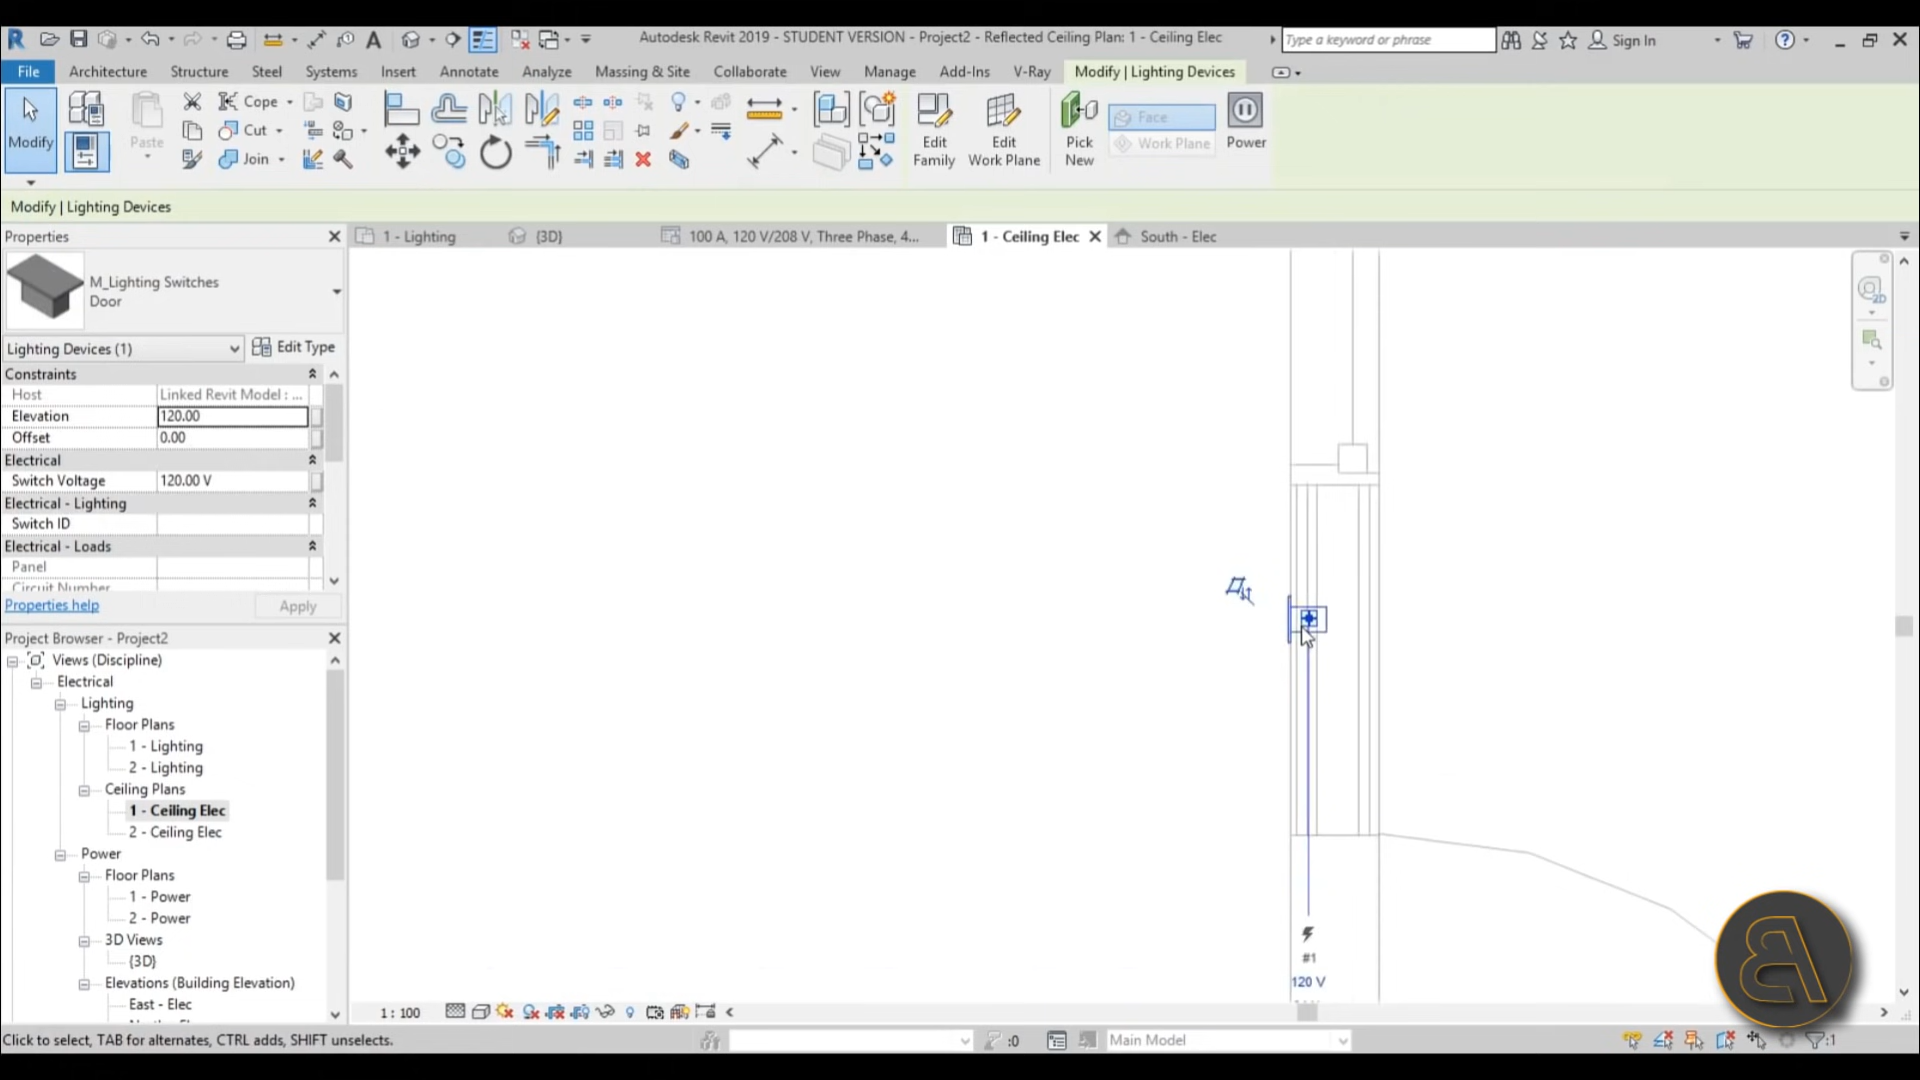 Autodesk Revit 2019 - STUDENT VERSION - Project2 - Reflected Ceiling Plan: 1 - Ceiling Elec
Type a keyword or phrase
Sign In
File Architecture Structure Steel Systems Insert Annotate Analyze Massing & Site Collaborate View Manage Add-Ins V-Ray Modify | Lighting Devices
Modify
Paste
Cope
Cut
Join
Edit Family
Edit Work Plane
Pick New
Face
Work Plane
Power
Modify | Lighting Devices
Properties
1 - Lighting {3D} 100 A, 120 V/208 V, Three Phase, 4... 1 - Ceiling Elec South - Elec
M_Lighting Switches
Door
Lighting Devices (1) Edit Type
Constraints
Host Linked Revit Model : ...
Elevation 120.00
Offset 0.00
Electrical
Switch Voltage 120.00 V
Electrical - Lighting
Switch ID
Electrical - Loads
Panel
Circuit Number
Properties help Apply
Project Browser - Project2
Views (Discipline)
Electrical
Lighting
Floor Plans
1 - Lighting
2 - Lighting
Ceiling Plans
1 - Ceiling Elec
2 - Ceiling Elec
Power
Floor Plans
1 - Power
2 - Power
3D Views
{3D}
Elevations (Building Elevation)
East - Elec
#1
120 V
2D
1 : 100
Click to select, TAB for alternates, CTRL adds, SHIFT unselects.
:0
Main Model
:1